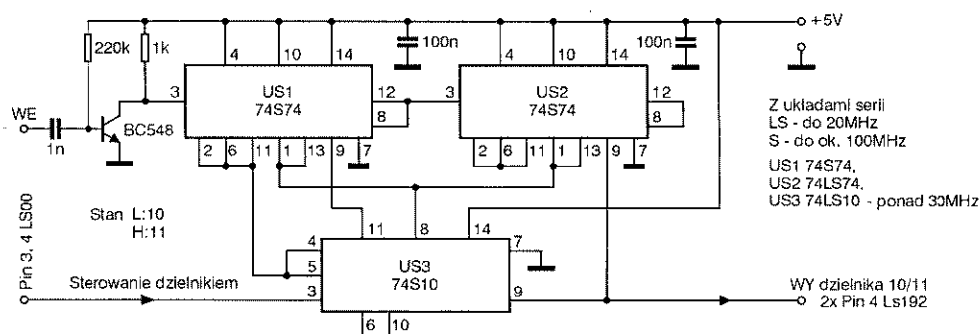 +5V
220k
1k
100n
100n
4
10
14
4
10
14
WE
3
US1
74S74
12
8
3
US2
74S74
12
8
1n
BC548
2
6
11
1
13
9
7
2
6
11
1
13
9
7
Z układami serii
LS - do 20MHz
S - do ok. 100MHz
US1 74S74,
US2 74LS74,
US3 74LS10 - ponad 30MHz
Pin 3, 4 LS00
Stan L:10
H:11
11
8
14
4
5
3
US3
74S10
7
9
6
10
Sterowanie dzielnikiem
WY dzielnika 10/11
2x Pin 4 Ls192